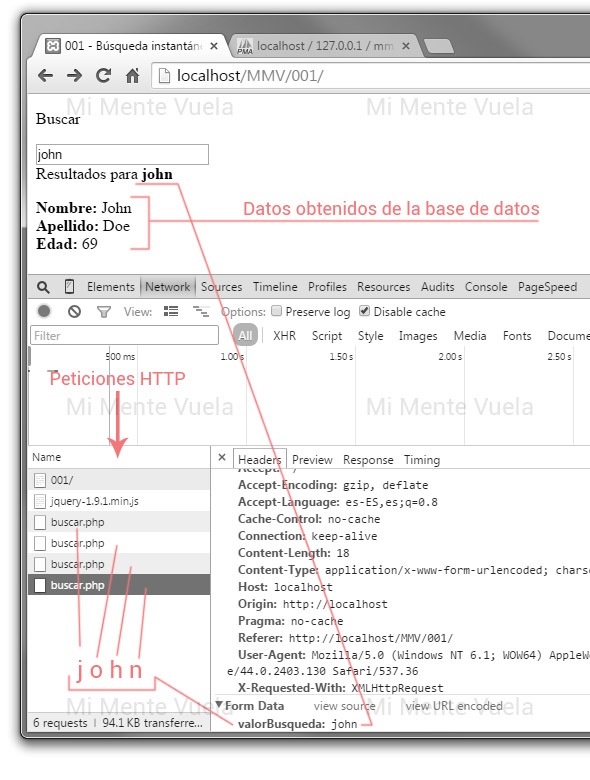 001 - Búsqueda instantán
localhost / 127.0.0.1 / mm
PMA
localhost/MMV/001/
Mi Mente Vuela
Mi Mente Vuela
Buscar
john
Resultados para john
Nombre: John
Apellido: Doe
Edad: 69
Datos obtenidos de la base de datos
Elements Network Sources Timeline Profiles Resources Audits Console PageSpeed
View: Options: Preserve log Disable cache
Filter All XHR Script Style Images Media Fonts Docume
500 ms 1.00 s 1.50 s 2.00 s 2.50 s
Peticiones HTTP
Mi Mente Vuela
Mi Mente Vuela
Name
001/
jquery-1.9.1.min.js
buscar.php
buscar.php
buscar.php
buscar.php
j o h n
6 requests | 94.1 KB transferre...
Headers Preview Response Timing
Accept: */*
Accept-Encoding: gzip, deflate
Accept-Language: es-ES,es;q=0.8
Cache-Control: no-cache
Connection: keep-alive
Content-Length: 18
Content-Type: application/x-www-form-urlencoded; charse
Host: localhost
Origin: http://localhost
Pragma: no-cache
Referer: http://localhost/MMV/001/
User-Agent: Mozilla/5.0 (Windows NT 6.1; WOW64) AppleWe
e/44.0.2403.130 Safari/537.36
X-Requested-With: XMLHttpRequest
Form Data view source view URL encoded
valorBusqueda: john
Mi Mente Vuela
Mi Mente Vuela